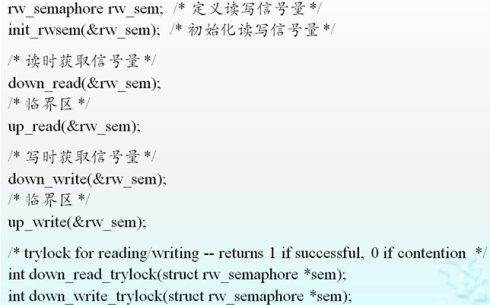 rw_semaphore rw_sem;  /* 定义读写信号量 */
init_rwsem(&rw_sem);  /* 初始化读写信号量 */
/* 读时获取信号量 */
down_read(&rw_sem);
/* 临界区 */
up_read(&rw_sem);
/* 写时获取信号量 */
down_write(&rw_sem);
/* 临界区 */
up_write(&rw_sem);
/* trylock for reading/writing -- returns 1 if successful, 0 if contention  */
int down_read_trylock(struct rw_semaphore *sem);
int down_write_trylock(struct rw_semaphore *sem);